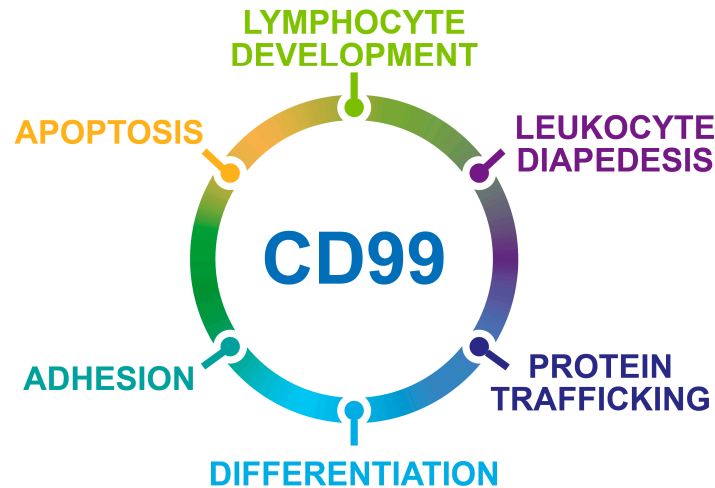 LYMPHOCYTE
DEVELOPMENT
APOPTOSIS
LEUKOCYTE
DIAPEDESIS
CD99
ADHESION
PROTEIN
TRAFFICKING
DIFFERENTIATION